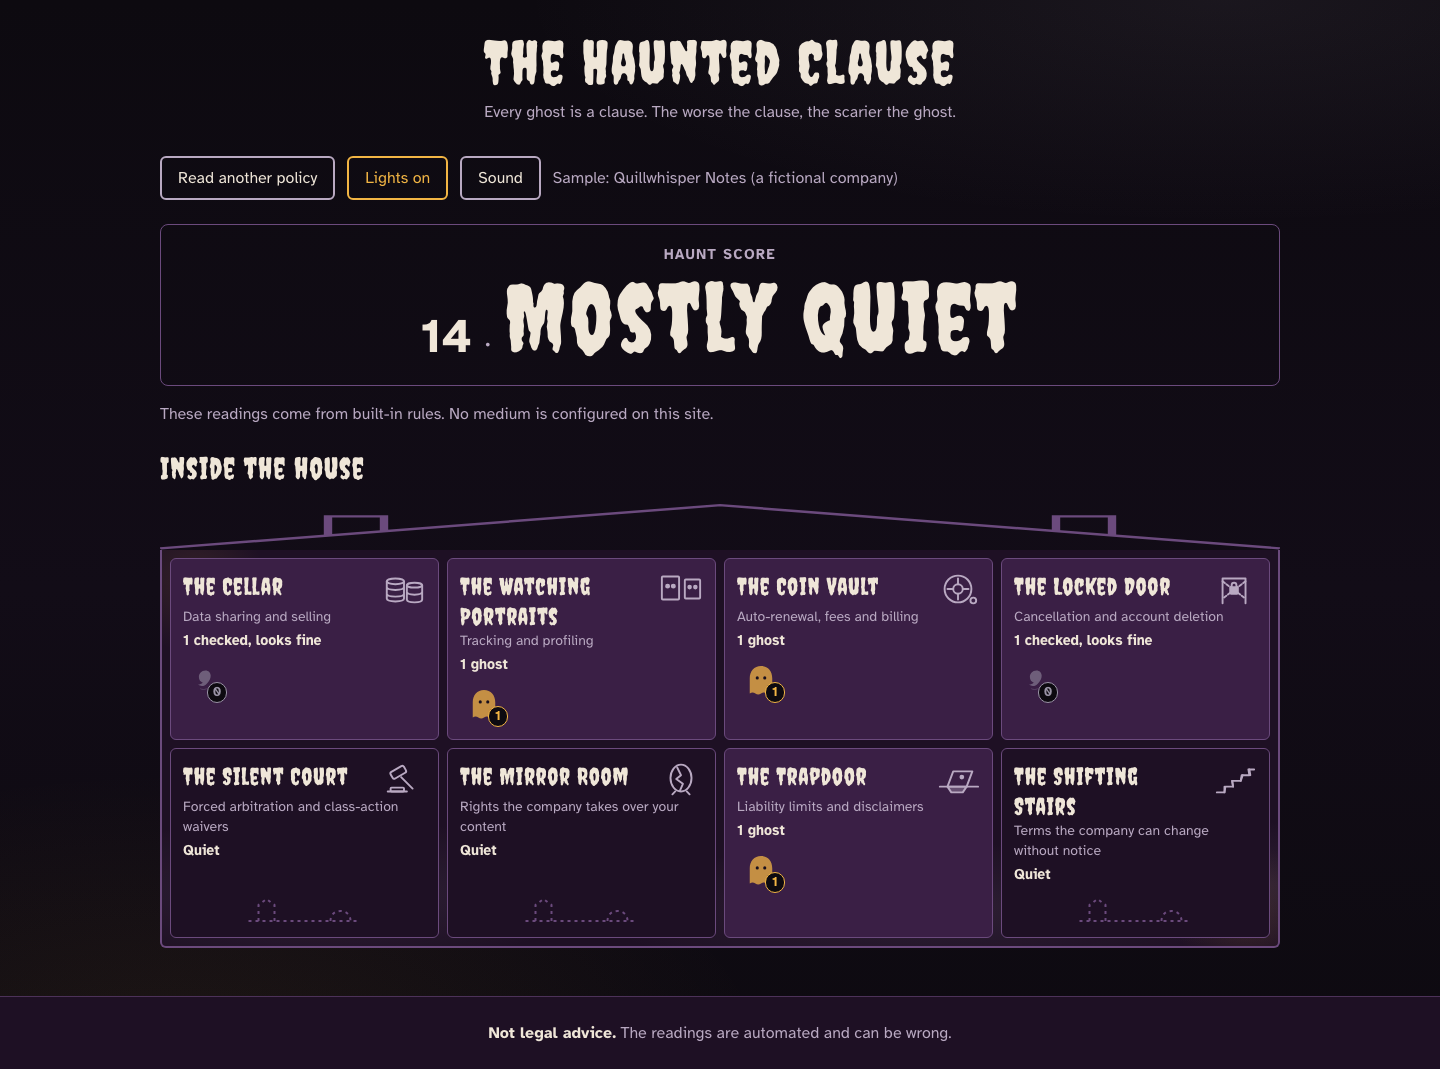 THE HAUNTED CLAUSE
Every ghost is a clause. The worse the clause, the scarier the ghost.
Read another policy
Lights on
Sound
Sample: Quillwhisper Notes (a fictional company)
HAUNT SCORE
14 · MOSTLY QUIET
These readings come from built-in rules. No medium is configured on this site.
INSIDE THE HOUSE
THE CELLAR
Data sharing and selling
1 checked, looks fine
0
THE WATCHING
PORTRAITS
Tracking and profiling
1 ghost
1
THE COIN VAULT
Auto-renewal, fees and billing
1 ghost
1
THE LOCKED DOOR
Cancellation and account deletion
1 checked, looks fine
0
THE SILENT COURT
Forced arbitration and class-action
waivers
Quiet
THE MIRROR ROOM
Rights the company takes over your
content
Quiet
THE TRAPDOOR
Liability limits and disclaimers
1 ghost
1
THE SHIFTING
STAIRS
Terms the company can change
without notice
Quiet
Not legal advice. The readings are automated and can be wrong.